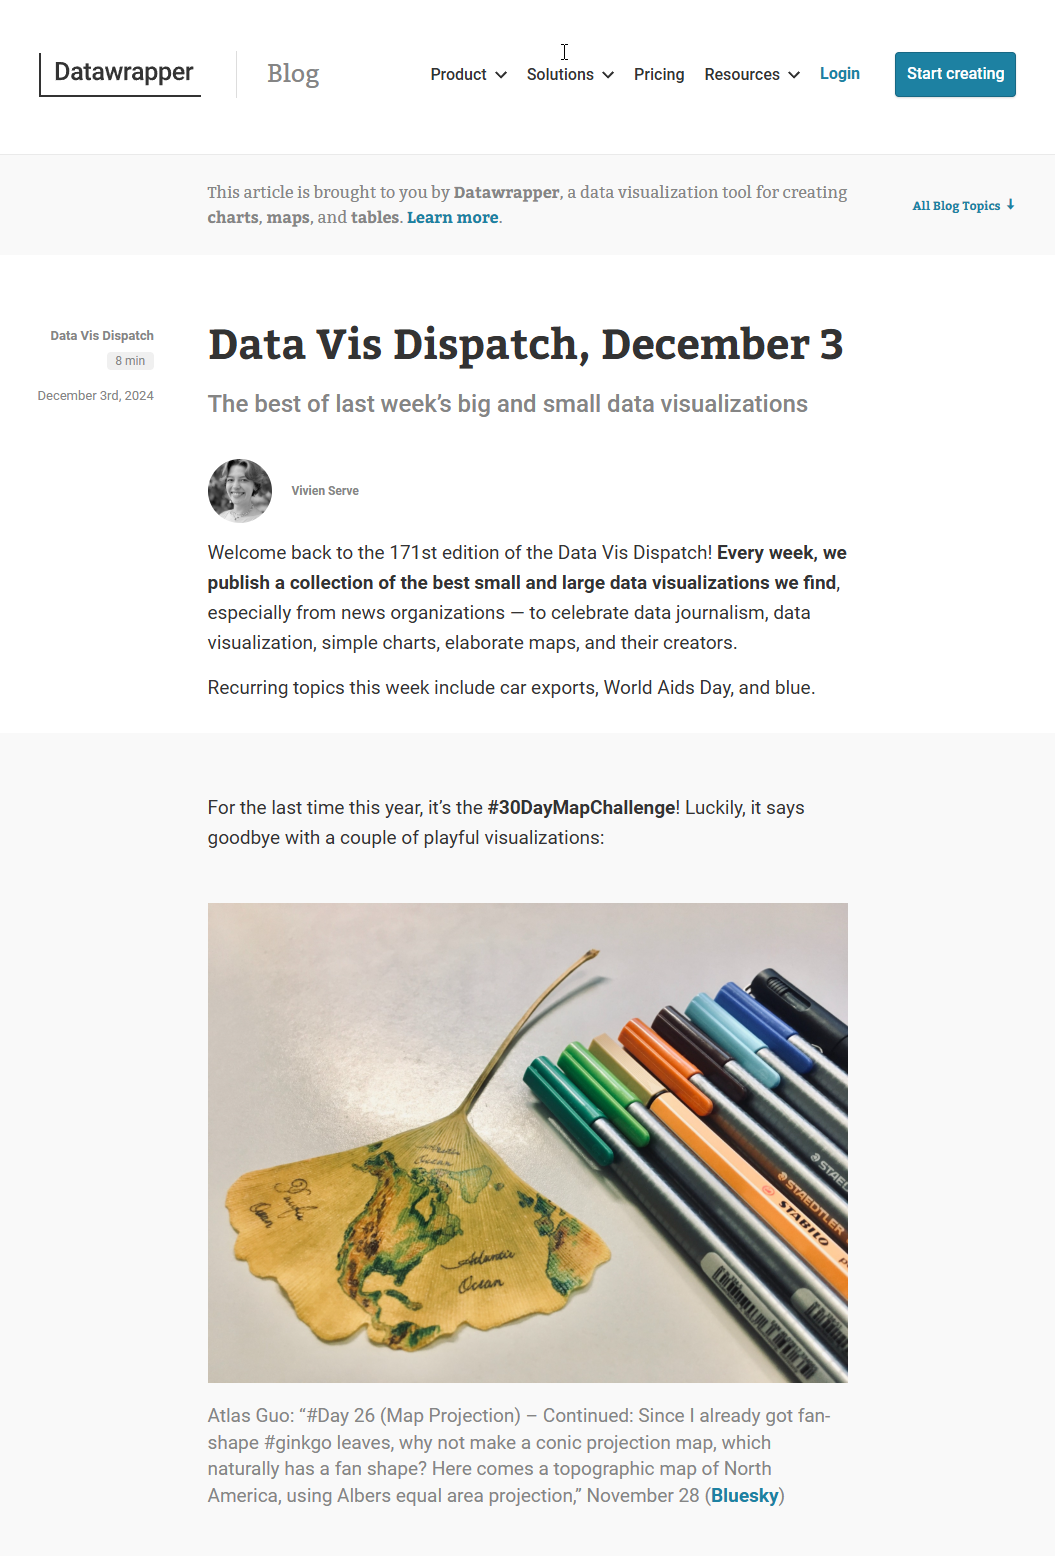 Datawrapper
Blog
Product
Solutions
Pricing
Resources
Login
Start creating
This article is brought to you by Datawrapper, a data visualization tool for creating
charts, maps, and tables. Learn more.
All Blog Topics
Data Vis Dispatch
8 min
December 3rd, 2024
Data Vis Dispatch, December 3
The best of last week’s big and small data visualizations
Vivien Serve
Welcome back to the 171st edition of the Data Vis Dispatch! Every week, we
publish a collection of the best small and large data visualizations we find,
especially from news organizations — to celebrate data journalism, data
visualization, simple charts, elaborate maps, and their creators.
Recurring topics this week include car exports, World Aids Day, and blue.
For the last time this year, it’s the #30DayMapChallenge! Luckily, it says
goodbye with a couple of playful visualizations:
Ocean
Pacific
Ocean
Atlantic
Ocean
STAED
STAEDTLER
STABILO
Atlas Guo: “#Day 26 (Map Projection) – Continued: Since I already got fan-
shape #ginkgo leaves, why not make a conic projection map, which
naturally has a fan shape? Here comes a topographic map of North
America, using Albers equal area projection,” November 28 (Bluesky)